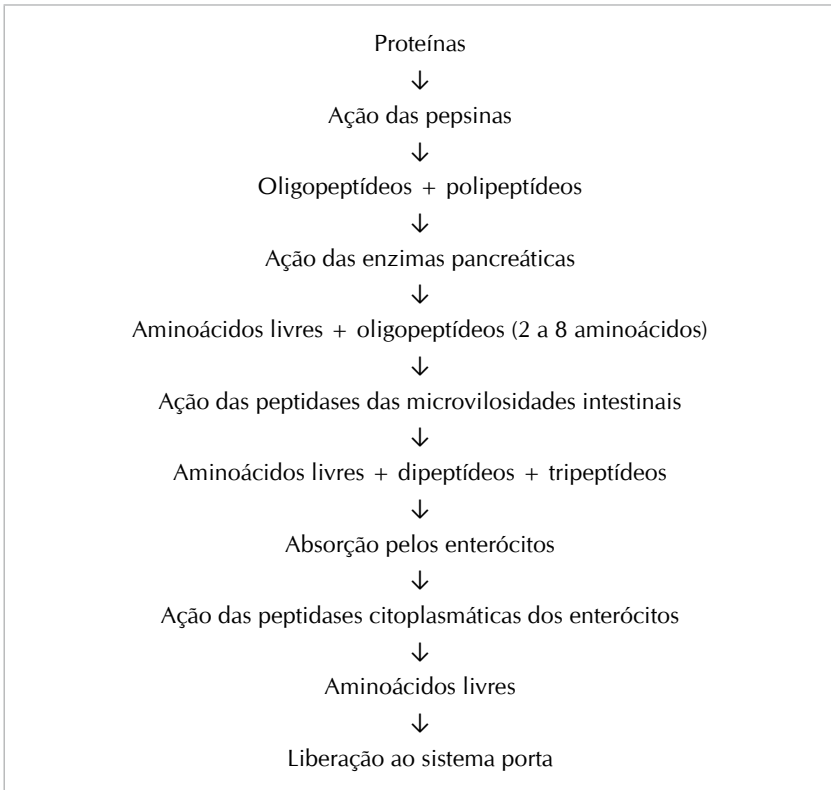 Proteínas
↓
Ação das pepsinas
↓
Oligopeptídeos + polipeptídeos
↓
Ação das enzimas pancreáticas
↓
Aminoácidos livres + oligopeptídeos (2 a 8 aminoácidos)
↓
Ação das peptidases das microvilosidades intestinais
↓
Aminoácidos livres + dipeptídeos + tripeptídeos
↓
Absorção pelos enterócitos
↓
Ação das peptidases citoplasmáticas dos enterócitos
↓
Aminoácidos livres
↓
Liberação ao sistema porta